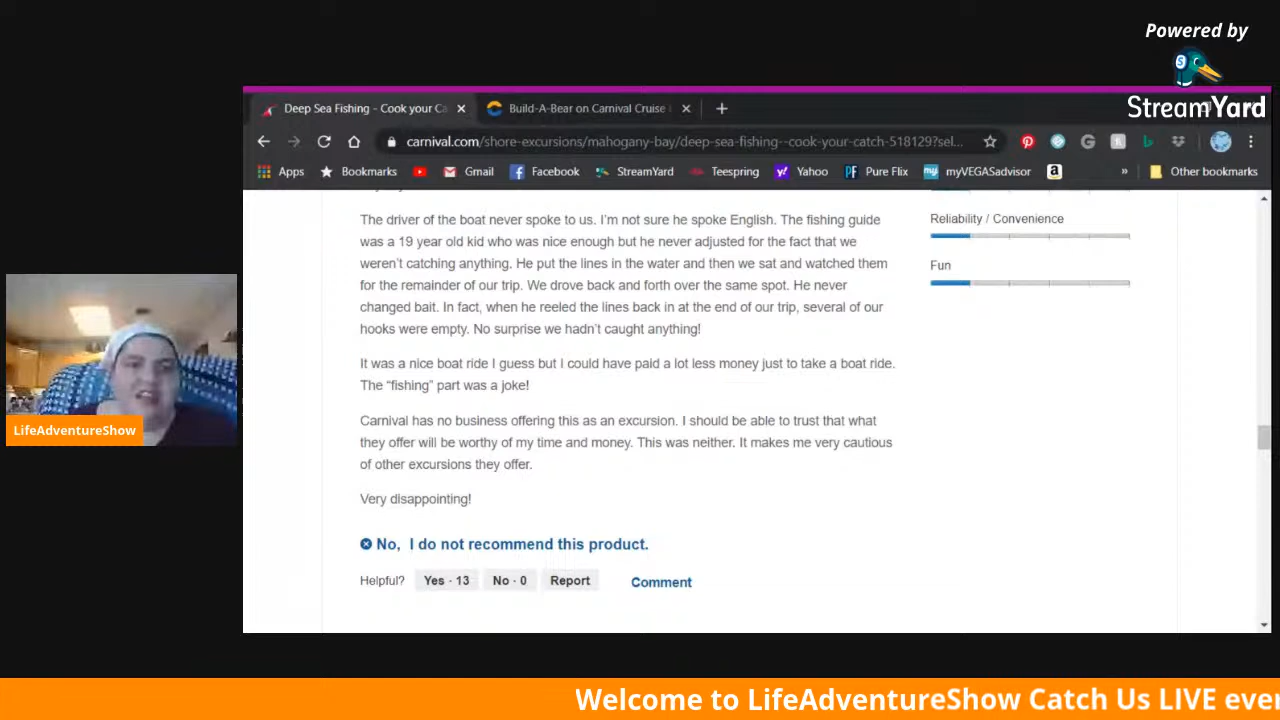 Powered by
StreamYard
Deep Sea Fishing - Cook your Ca
Build-A-Bear on Carnival Cruise
carnival.com/shore-excursions/mahogany-bay/deep-sea-fishing--cook-your-catch-518129?sel...
Apps
Bookmarks
Gmail
Facebook
StreamYard
Teespring
Yahoo
Pure Flix
myVEGASadvisor
»
Other bookmarks
The driver of the boat never spoke to us. I'm not sure he spoke English. The fishing guide
was a 19 year old kid who was nice enough but he never adjusted for the fact that we
weren't catching anything. He put the lines in the water and then we sat and watched them
for the remainder of our trip. We drove back and forth over the same spot. He never
changed bait. In fact, when he reeled the lines back in at the end of our trip, several of our
hooks were empty. No surprise we hadn't caught anything!
It was a nice boat ride I guess but I could have paid a lot less money just to take a boat ride.
The “fishing” part was a joke!
Carnival has no business offering this as an excursion. I should be able to trust that what
they offer will be worthy of my time and money. This was neither. It makes me very cautious
of other excursions they offer.
Very disappointing!
No, I do not recommend this product.
Helpful? Yes · 13 No · 0 Report Comment
Reliability / Convenience
Fun
LifeAdventureShow
Welcome to LifeAdventureShow Catch Us LIVE ever